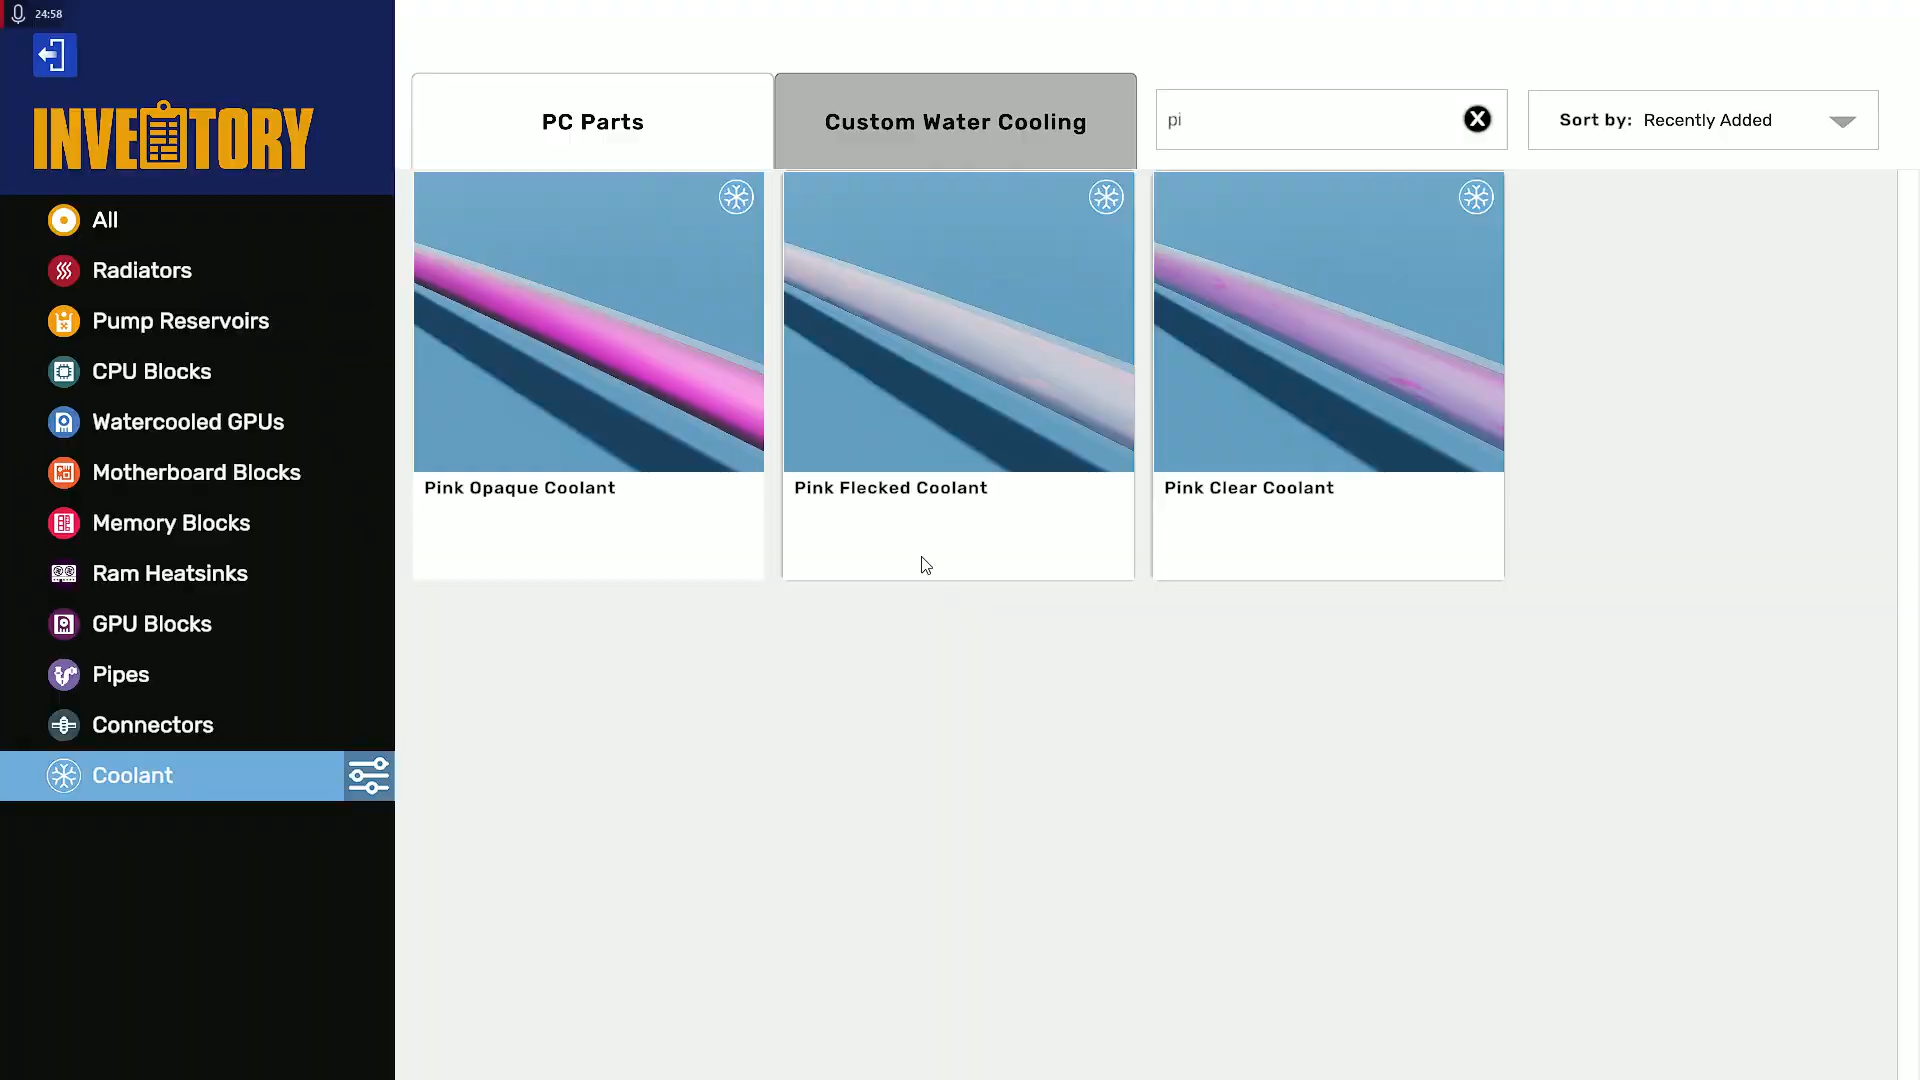 24:58
INVENTORY
All
Radiators
Pump Reservoirs
CPU Blocks
Watercooled GPUs
Motherboard Blocks
Memory Blocks
Ram Heatsinks
GPU Blocks
Pipes
Connectors
Coolant
PC Parts
Custom Water Cooling
pi
X
Sort by: Recently Added
Pink Opaque Coolant
Pink Flecked Coolant
Pink Clear Coolant